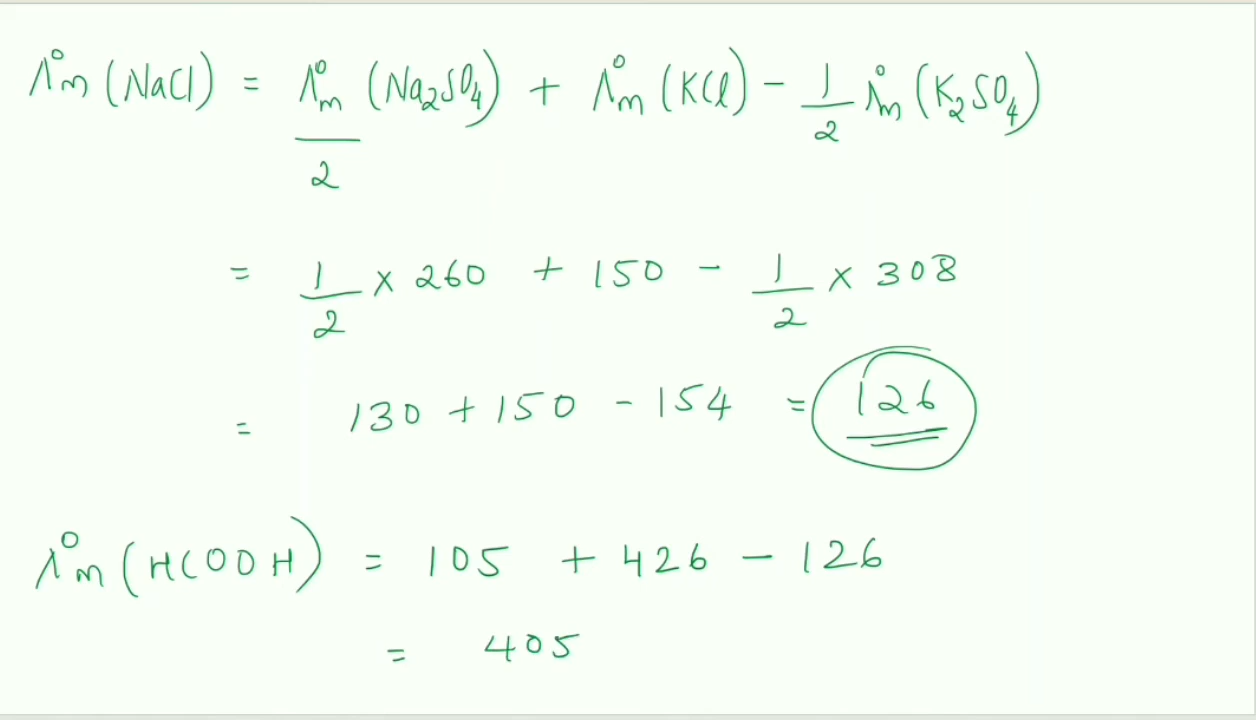 Λ°m (NaCl) = Λ°m/2 (Na₂SO₄) + Λ°m (KCl) - 1/2 Λ°m (K₂SO₄)
= 1/2 × 260 + 150 - 1/2 × 308
= 130 + 150 - 154 = 126
Λ°m (HCOOH) = 105 + 426 - 126
= 405